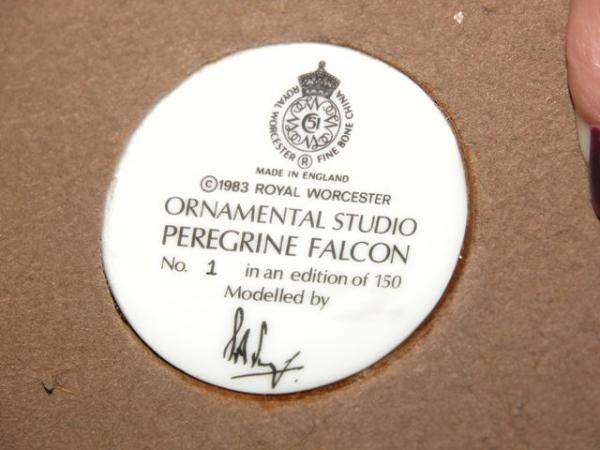 ROYAL WORCESTER
FINE BONE CHINA
51
®
MADE IN ENGLAND
©1983 ROYAL WORCESTER
ORNAMENTAL STUDIO
PEREGRINE FALCON
No. 1 in an edition of 150
Modelled by